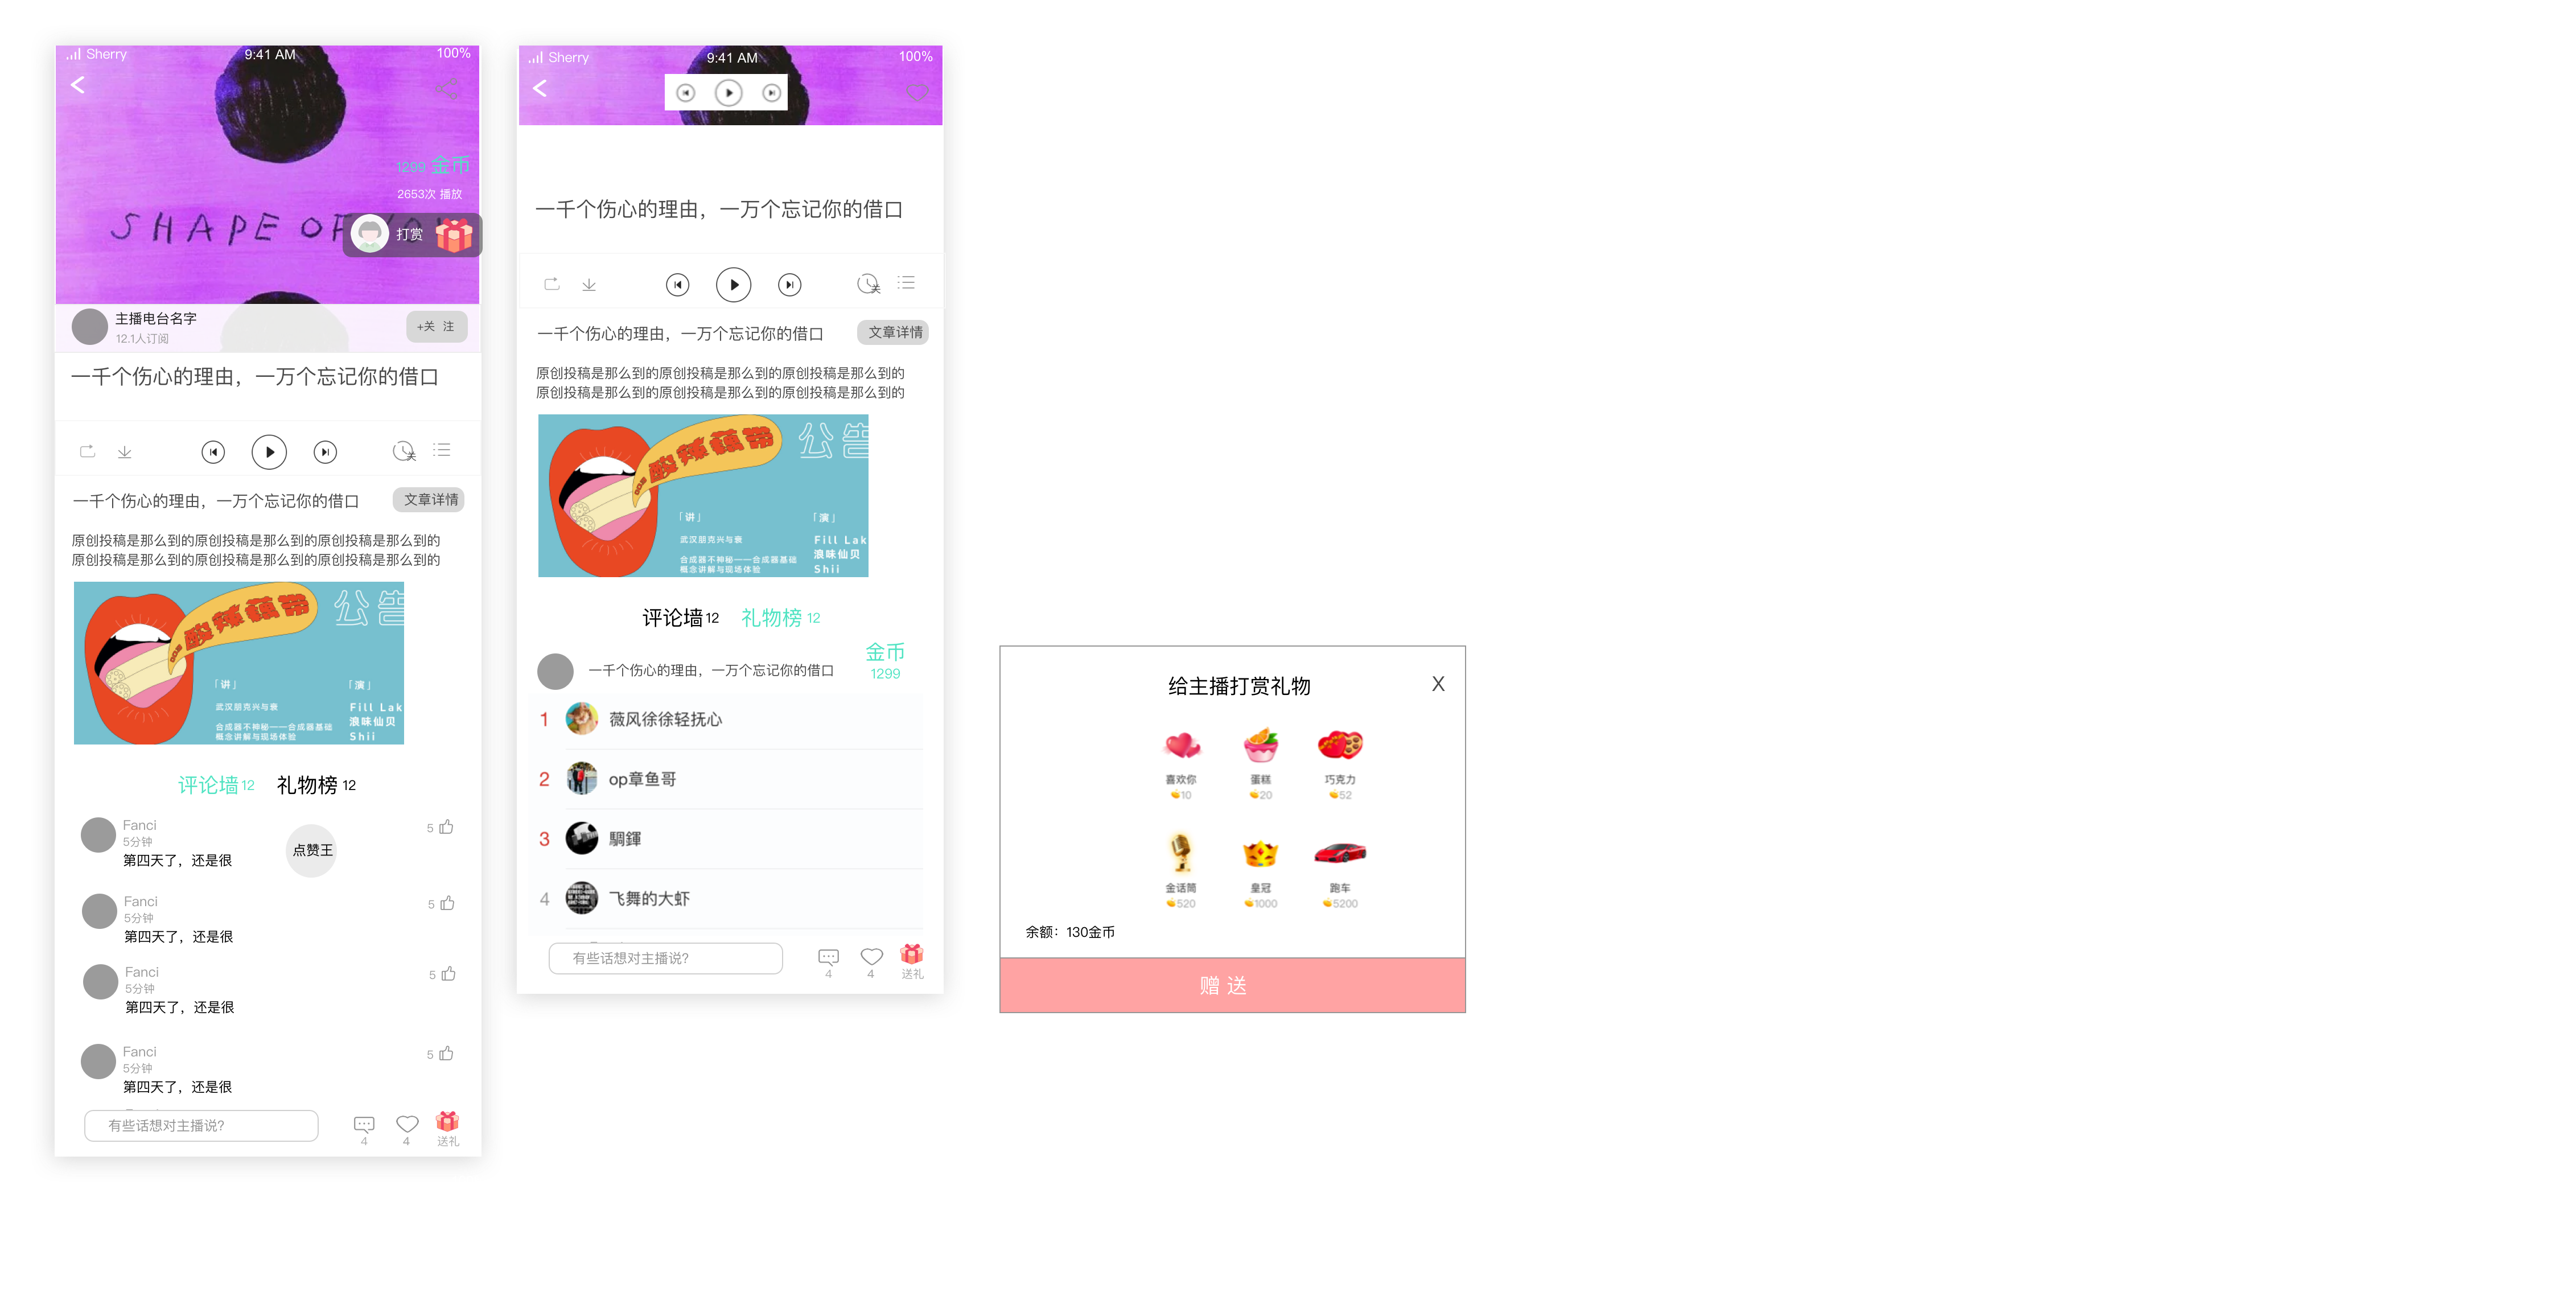 Sherry
9:41 AM
100%
1299 金币
2653次 播放
SHAPE OF YOU
打赏
主播电台名字
12.1人订阅
+关 注
一千个伤心的理由，一万个忘记你的借口
关
一千个伤心的理由，一万个忘记你的借口
文章详情
原创投稿是那么到的原创投稿是那么到的原创投稿是那么到的
原创投稿是那么到的原创投稿是那么到的原创投稿是那么到的
酸辣藕带
公告
「讲」
「演」
武汉朋克兴与衰
Fill Lak
浪味仙贝
合成器不神秘——合成器基础
概念讲解与现场体验
Shii
评论墙 12
礼物榜 12
Fanci
5分钟
第四天了，还是很
点赞王
5
Fanci
5分钟
第四天了，还是很
5
Fanci
5分钟
第四天了，还是很
5
Fanci
5分钟
第四天了，还是很
5
有些话想对主播说?
4
4
送礼
Sherry
9:41 AM
100%
一千个伤心的理由，一万个忘记你的借口
关
一千个伤心的理由，一万个忘记你的借口
文章详情
原创投稿是那么到的原创投稿是那么到的原创投稿是那么到的
原创投稿是那么到的原创投稿是那么到的原创投稿是那么到的
酸辣藕带
公告
「讲」
「演」
武汉朋克兴与衰
Fill Lak
浪味仙贝
合成器不神秘——合成器基础
概念讲解与现场体验
Shii
评论墙 12
礼物榜 12
一千个伤心的理由，一万个忘记你的借口
金币
1299
1 薇风徐徐轻抚心
2 op章鱼哥
3 騆鍕
4 飞舞的大虾
有些话想对主播说?
4
4
送礼
给主播打赏礼物
X
喜欢你
10
蛋糕
20
巧克力
52
金话筒
520
皇冠
1000
跑车
5200
余额：130金币
赠 送